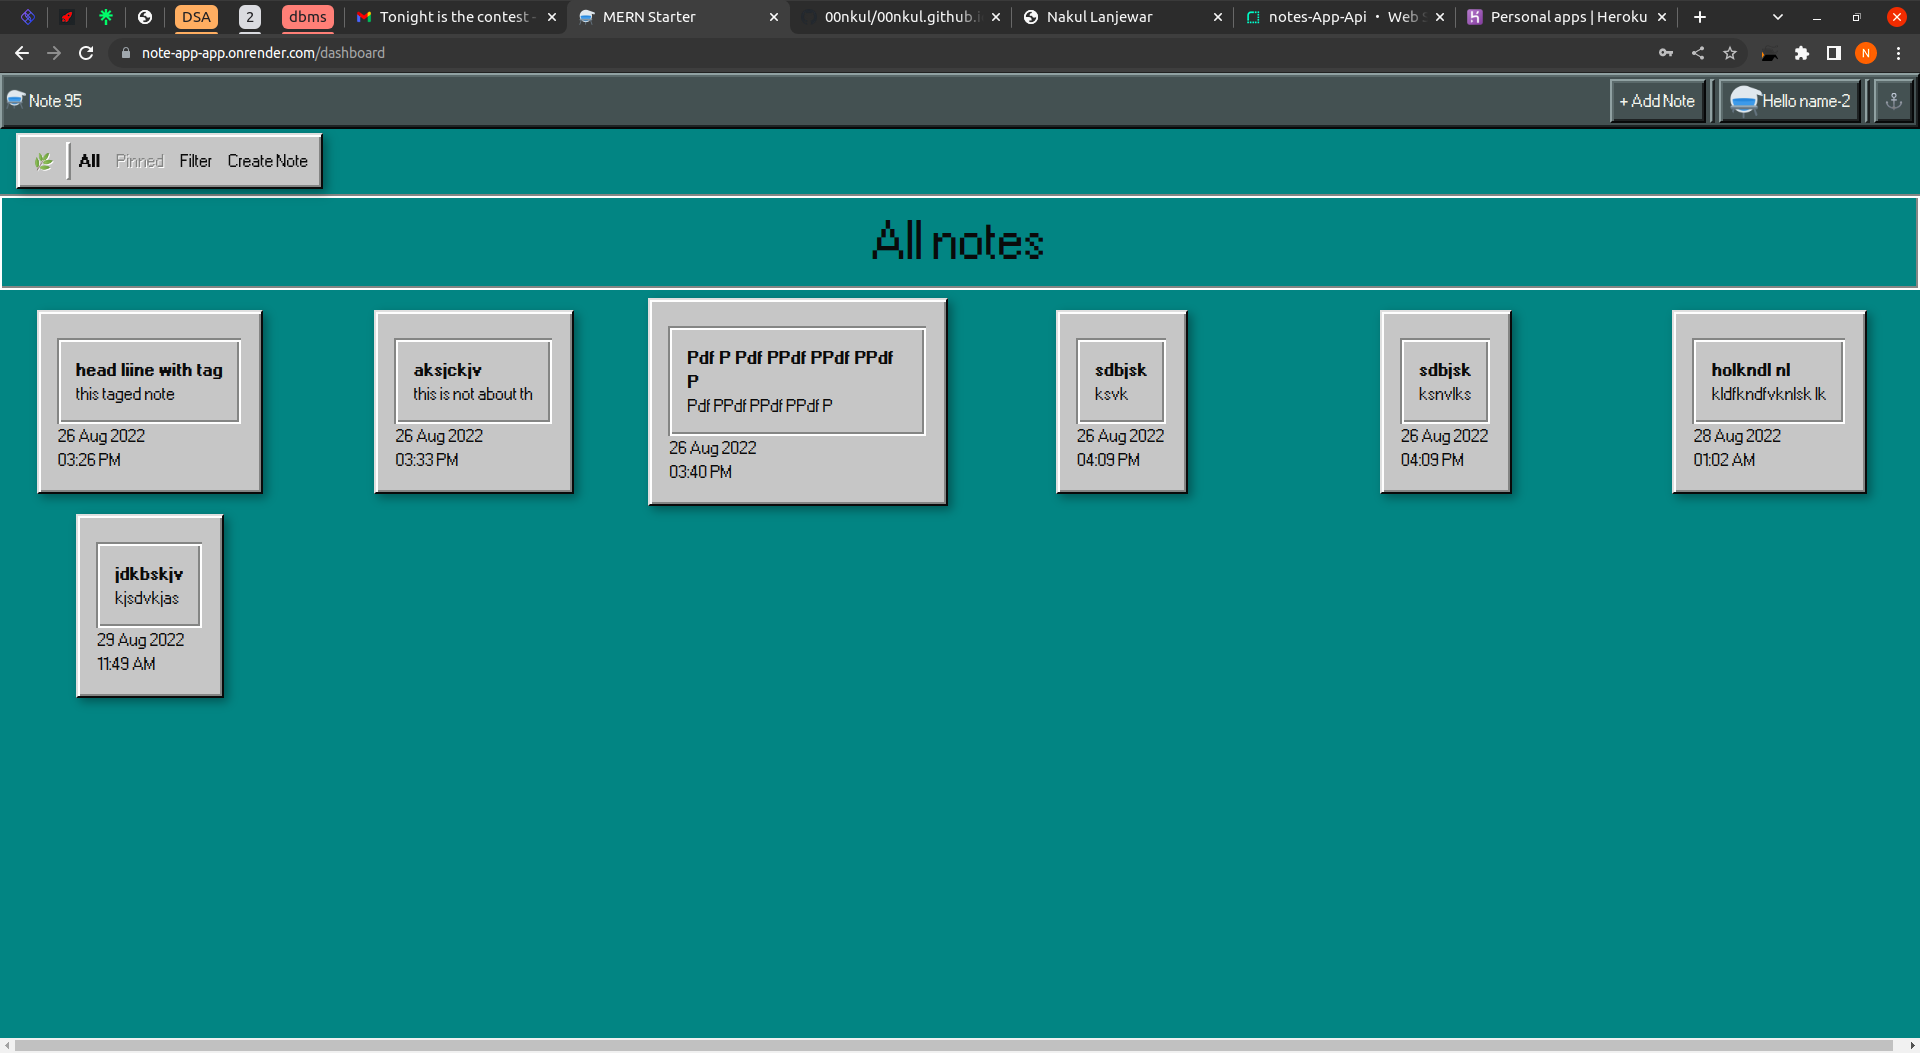 DSA
2
dbms
Tonight is the contest
MERN Starter
00nkul/00nkul.github.i
Nakul Lanjewar
notes-App-Api • Web S
Personal apps | Heroku
note-app-app.onrender.com/dashboard
N
Note 95
+ Add Note
Hello name-2
All
Pinned
Filter
Create Note
All notes
head liine with tag
this taged note
26 Aug 2022
03:26 PM
aksjckjv
this is not about th
26 Aug 2022
03:33 PM
Pdf P Pdf PPdf PPdf PPdf
P
Pdf PPdf PPdf PPdf P
26 Aug 2022
03:40 PM
sdbjsk
ksvk
26 Aug 2022
04:09 PM
sdbjsk
ksnvlks
26 Aug 2022
04:09 PM
holkndl nl
kldfkndfvknlsk lk
28 Aug 2022
01:02 AM
jdkbskjv
kjsdvkjas
29 Aug 2022
11:49 AM